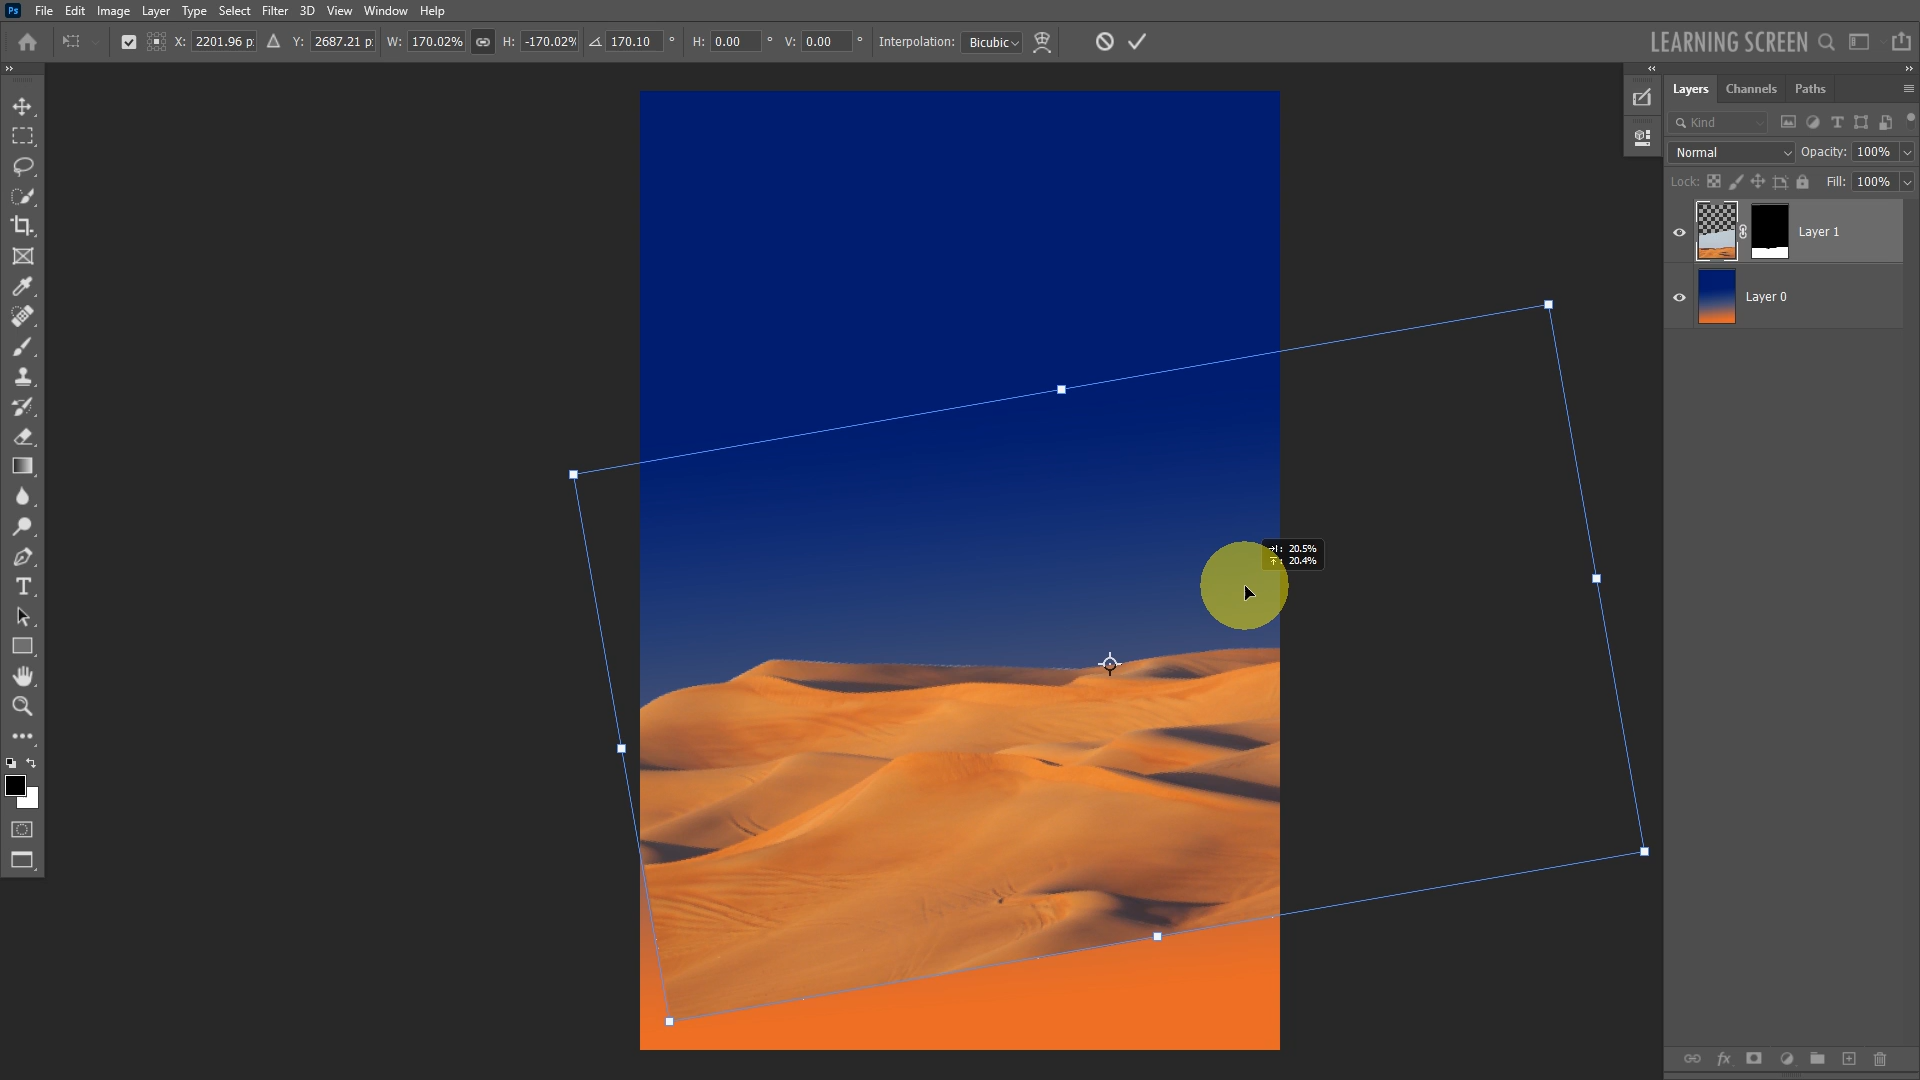 Ps File Edit Image Layer Type Select Filter 3D View Window Help
X: 2201.96 p: Y: 2687.21 p: W: 170.02% H: -170.02% 170.10 ° H: 0.00 ° V: 0.00 ° Interpolation: Bicubic LEARNING SCREEN
Layers Channels Paths
Kind
Normal Opacity: 100%
Lock: Fill: 100%
Layer 1
Layer 0
20.5%
20.4%